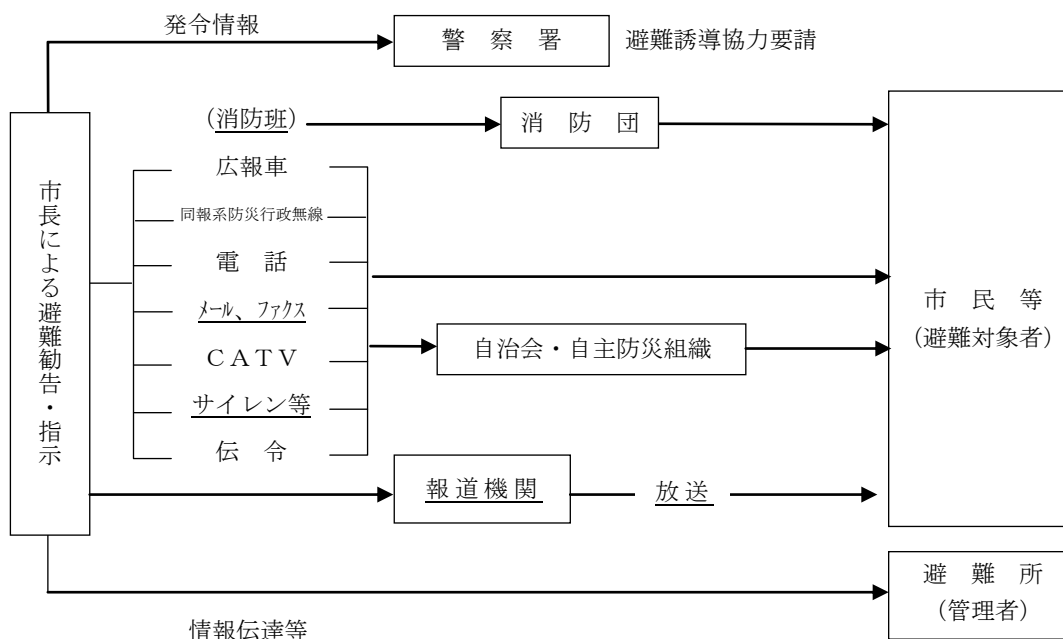 発令情報
警察署
避難誘導協力要請
(消防班)
消防団
市長による避難勧告・指示
広報車
同報系防災行政無線
電話
メール、ファクス
CATV
サイレン等
伝令
自治会・自主防災組織
市民等
(避難対象者)
報道機関
放送
避難所
(管理者)
情報伝達等